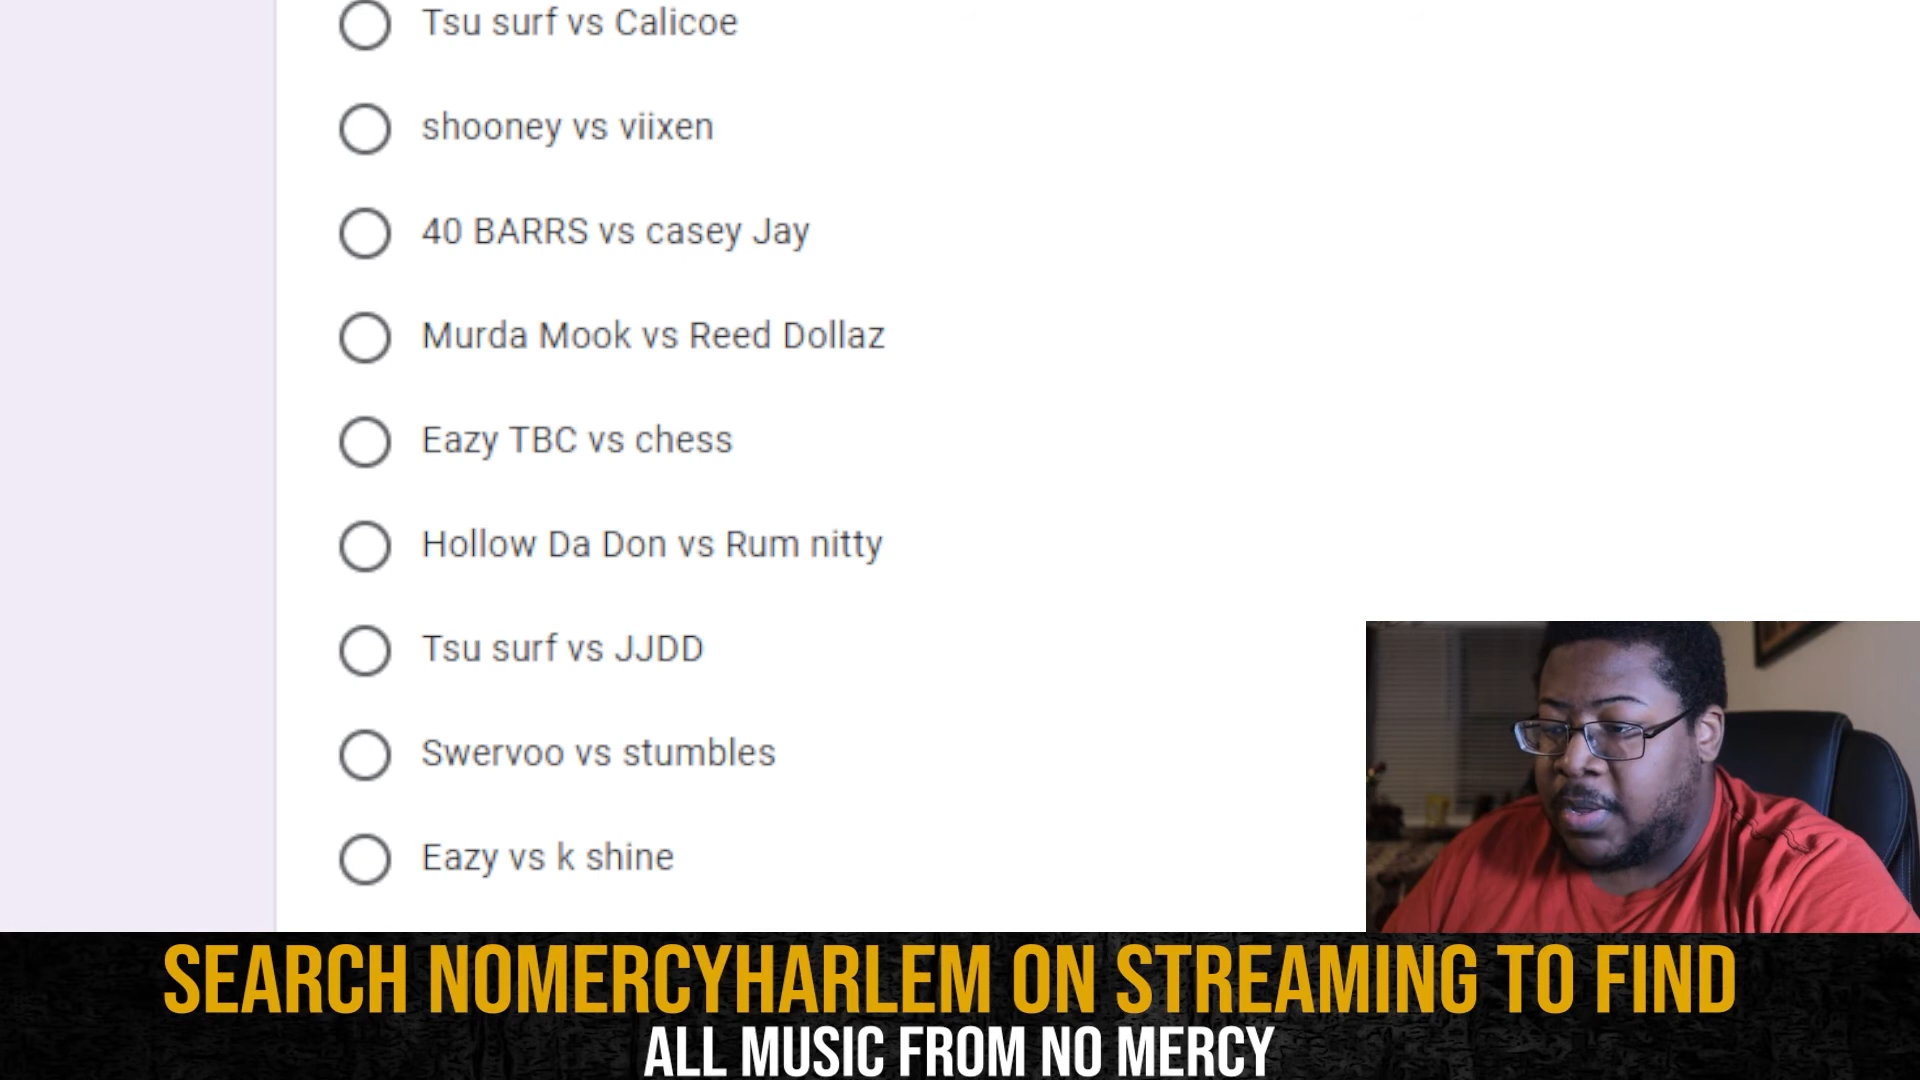 Tsu surf vs Calicoe
shooney vs viixen
40 BARRS vs casey Jay
Murda Mook vs Reed Dollaz
Eazy TBC vs chess
Hollow Da Don vs Rum nitty
Tsu surf vs JJDD
Swervoo vs stumbles
Eazy vs k shine
SEARCH NOMERCYHARLEM ON STREAMING TO FIND
ALL MUSIC FROM NO MERCY